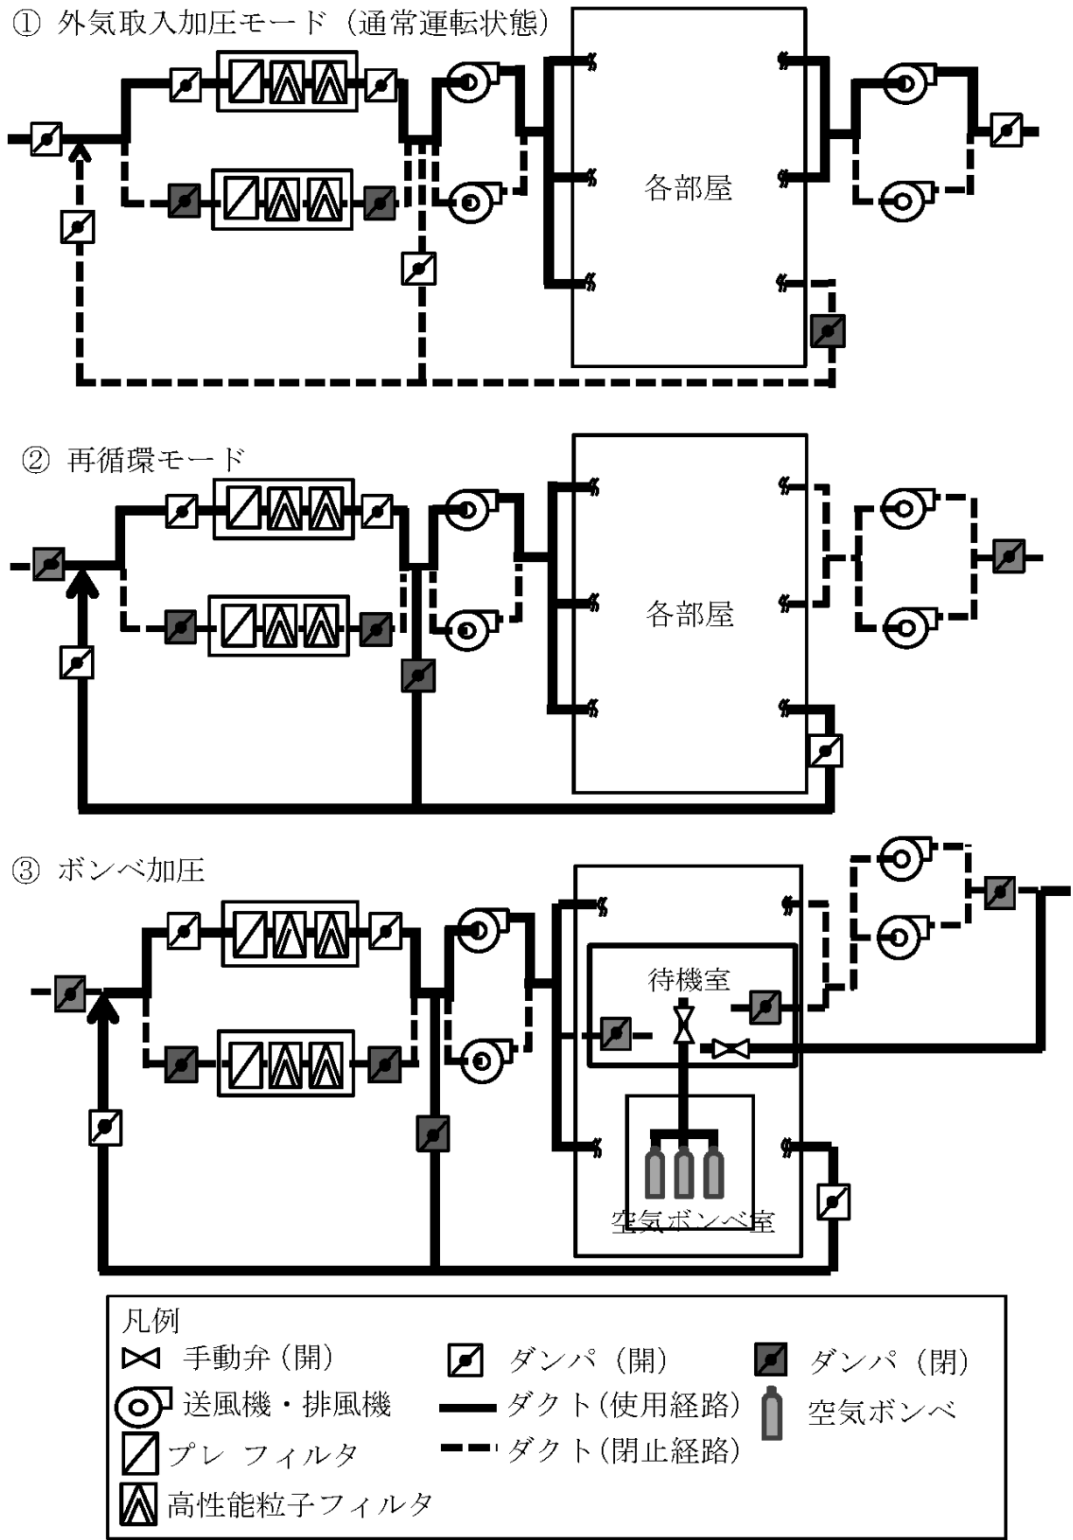 ① 外気取入加圧モード（通常運転状態）
各部屋
② 再循環モード
各部屋
③ ボンベ加圧
待機室
空気ボンベ室
凡例
手動弁（開）
ダンパ（開）
ダンパ（閉）
送風機・排風機
ダクト（使用経路）
空気ボンベ
プレ フィルタ
ダクト（閉止経路）
高性能粒子フィルタ